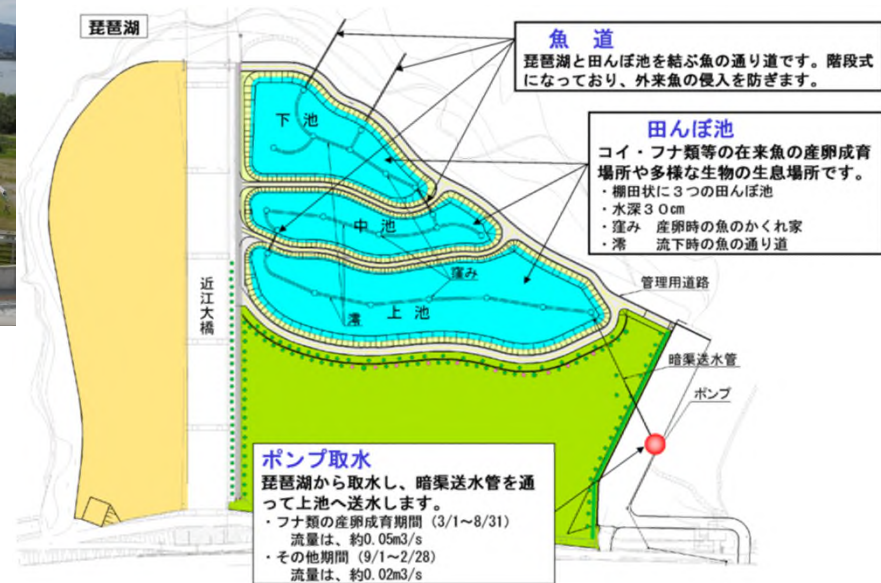 琵琶湖
魚 道
琵琶湖と田んぼ池を結ぶ魚の通り道です。階段式
になっており、外来魚の侵入を防ぎます。
田んぼ池
コイ・フナ類等の在来魚の産卵成育
場所や多様な生物の生息場所です。
・棚田状に３つの田んぼ池
・水深３０㎝
・窪み 産卵時の魚のかくれ家
・澪 流下時の魚の通り道
下 池
中 池
窪み
上 池
澪
近江大橋
管理用道路
暗渠送水管
ポンプ
ポンプ取水
琵琶湖から取水し、暗渠送水管を通
って上池へ送水します。
・フナ類の産卵成育期間（3/1～8/31）
流量は、約0.05m3/s
・その他期間（9/1～2/28）
流量は、約0.02m3/s